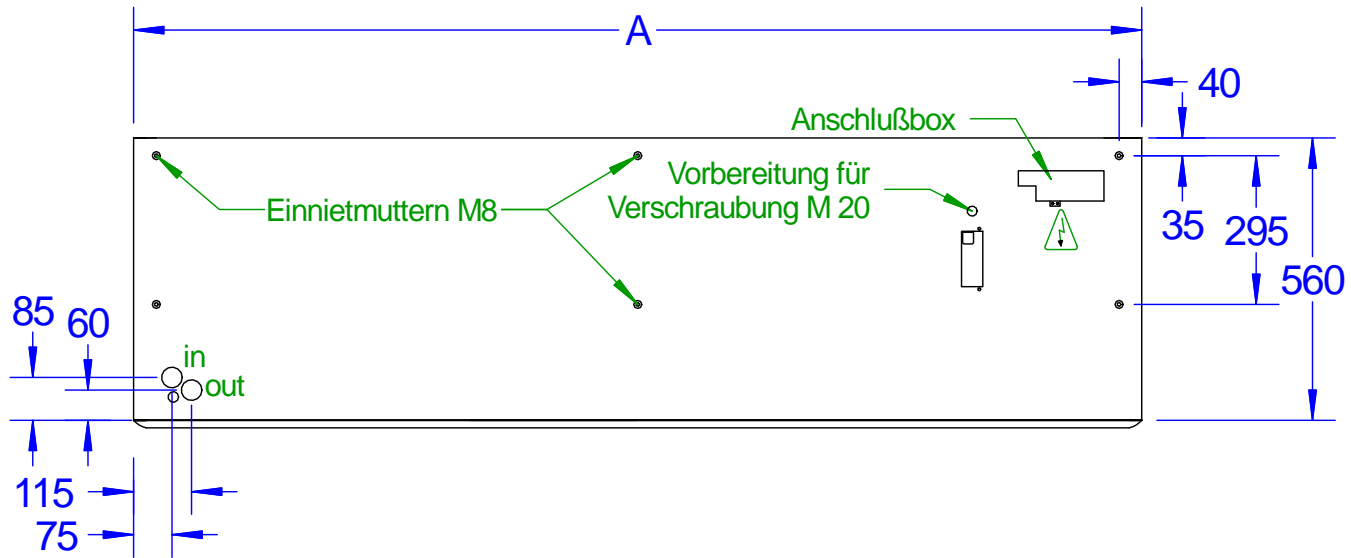 A
40
Anschlußbox
Vorbereitung für
Verschraubung M 20
Einnietmuttern M8
35
295
560
85
60
in
out
115
75